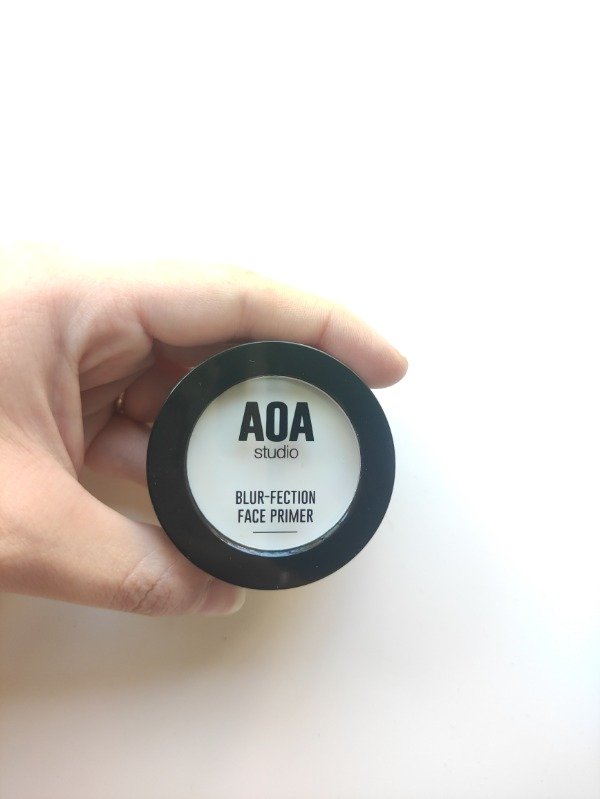 AOA
studio
BLUR-FECTION
FACE PRIMER